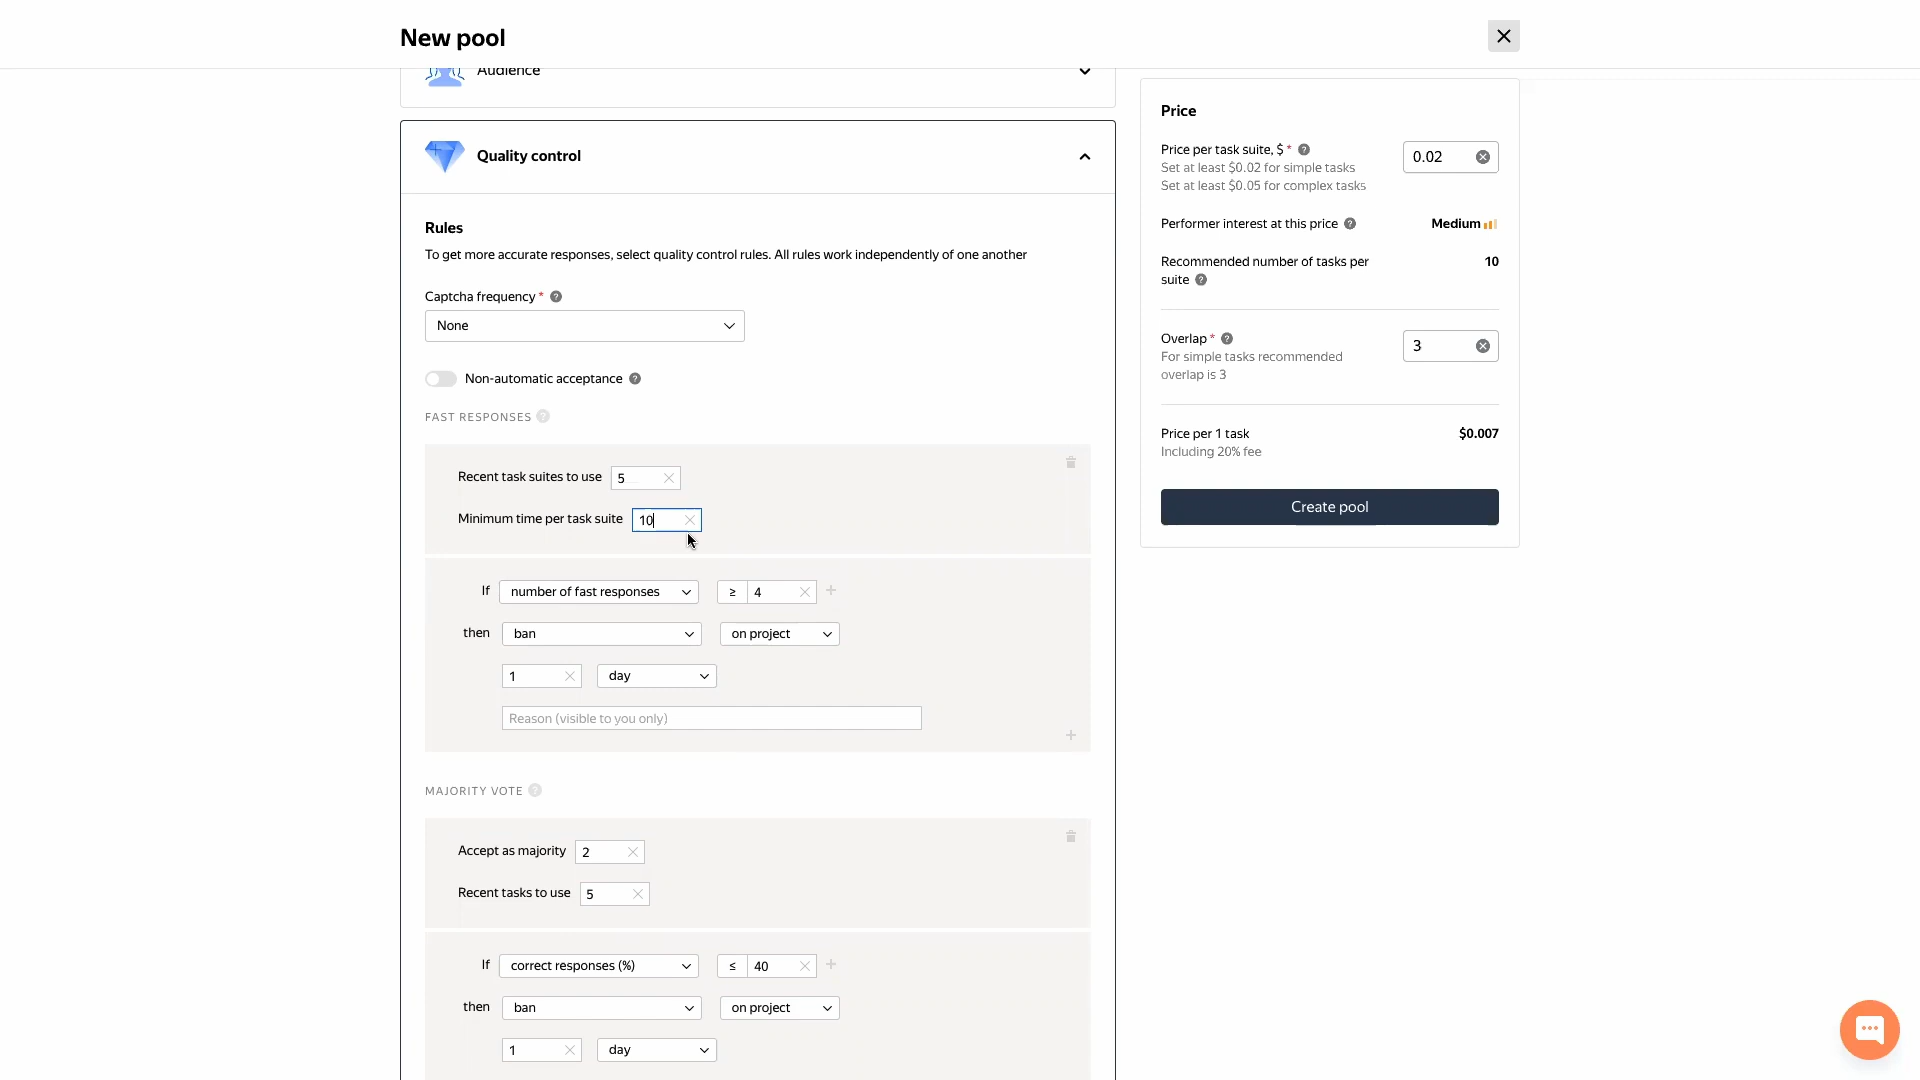 New pool
Audience
Quality control
Rules
To get more accurate responses, select quality control rules. All rules work independently of one another
Captcha frequency *
None
Non-automatic acceptance
FAST RESPONSES
Recent task suites to use 5
Minimum time per task suite 10
If number of fast responses ≥ 4
then ban on project
1 day
Reason (visible to you only)
MAJORITY VOTE
Accept as majority 2
Recent tasks to use 5
If correct responses (%) ≤ 40
then ban on project
1 day
Price
Price per task suite, $ * 0.02
Set at least $0.02 for simple tasks
Set at least $0.05 for complex tasks
Performer interest at this price Medium
Recommended number of tasks per 10
suite
Overlap * 3
For simple tasks recommended
overlap is 3
Price per 1 task $0.007
Including 20% fee
Create pool